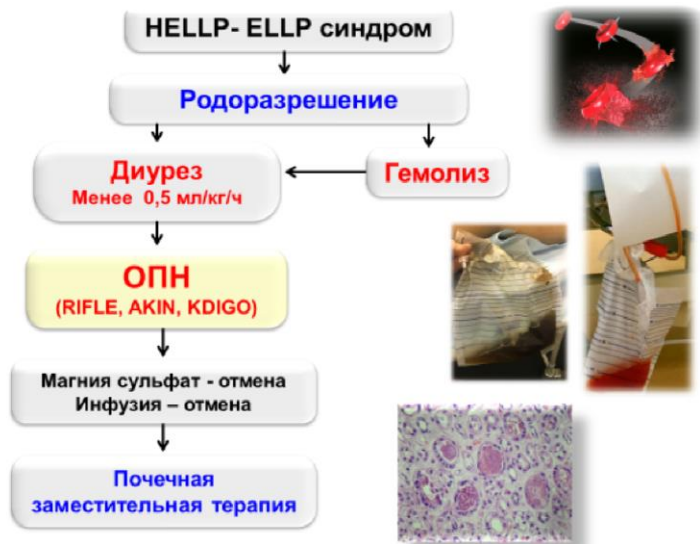 HELLP- ELLP синдром
Родоразрешение
Диурез
Менее 0,5 мл/кг/ч
Гемолиз
ОПН
(RIFLE, AKIN, KDIGO)
Магния сульфат - отмена
Инфузия – отмена
Почечная
заместительная терапия